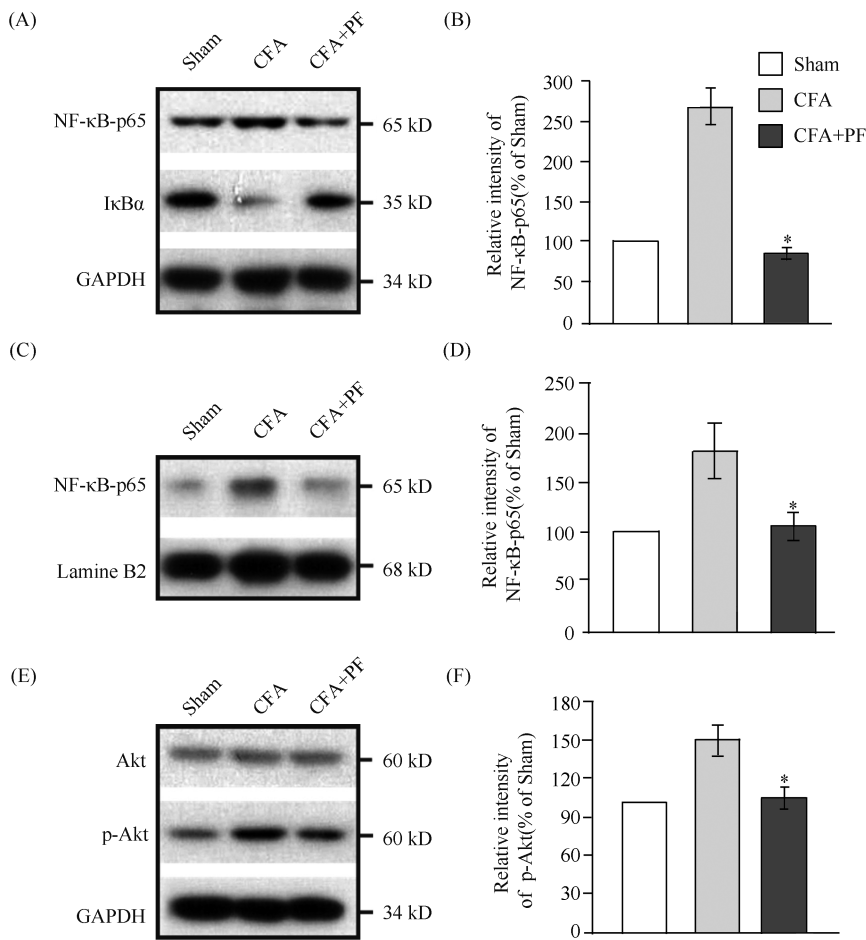 (A)
Sham
CFA
CFA+PF
NF-κB-p65
65 kD
IκBα
35 kD
GAPDH
34 kD
(B)
Sham
CFA
CFA+PF
Relative intensity of
NF-κB-p65(% of Sham)
300
250
200
150
100
50
0
*
(C)
Sham
CFA
CFA+PF
NF-κB-p65
65 kD
Lamine B2
68 kD
(D)
Relative intensity of
NF-κB-p65(% of Sham)
250
200
150
100
50
0
*
(E)
Sham
CFA
CFA+PF
Akt
60 kD
p-Akt
60 kD
GAPDH
34 kD
(F)
Relative intensity
of p-Akt(% of Sham)
180
150
120
90
60
30
0
*